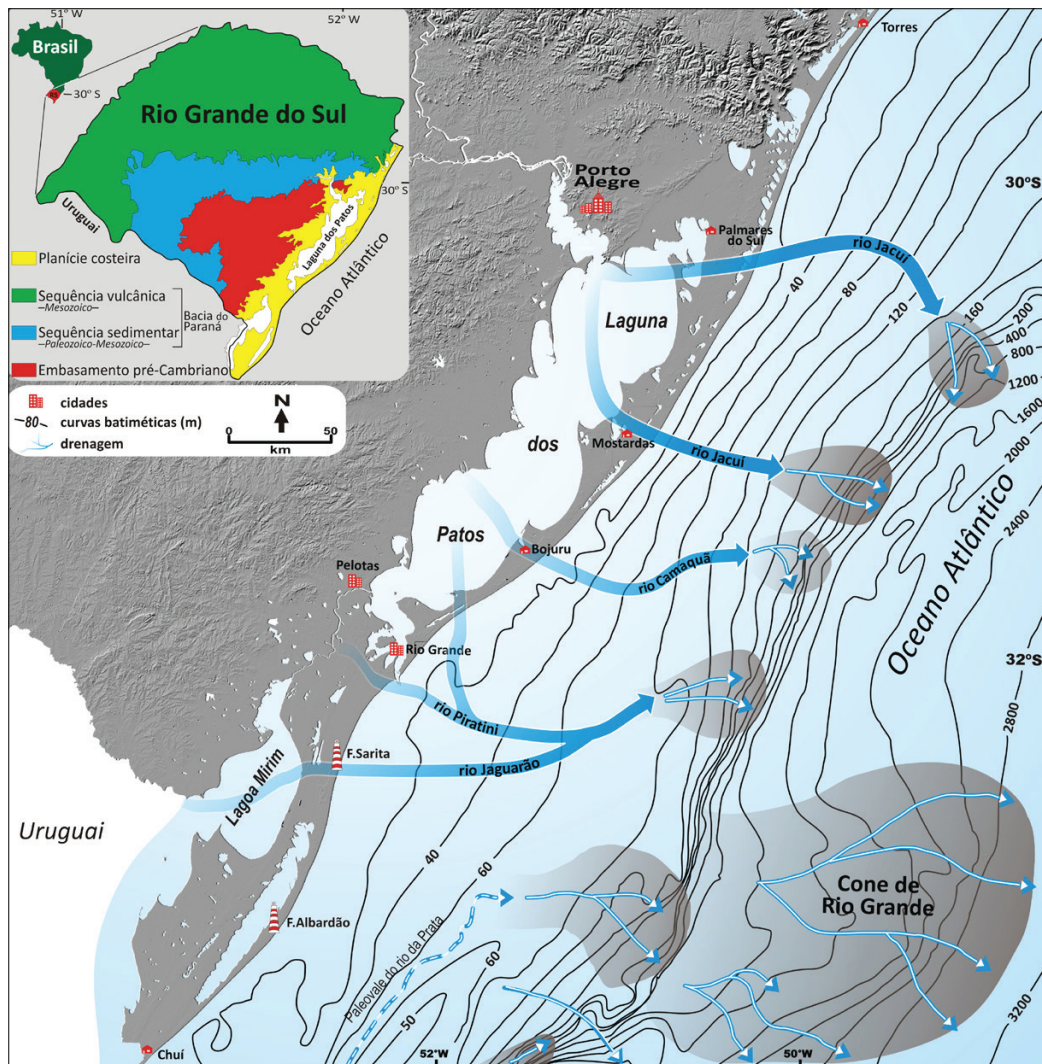 51° W
52° W
Brasil
RS
30° S
Rio Grande do Sul
30° S
Uruguai
Laguna dos Patos
Oceano Atlântico
Planície costeira
Sequência vulcânica
–Mesozoico–
Bacia do
Paraná
Sequência sedimentar
–Paleozoico-Mesozoico–
Embasamento pré-Cambriano
cidades
80
curvas batiméticas (m)
drenagem
N
0
50
km
Torres
Porto
Alegre
Palmares
do Sul
30ºS
rio Jacuí
40
80
120
160
200
400
800
1200
1600
2000
2400
Laguna
dos
Patos
Mostardas
rio Jacuí
Bojuru
rio Camaquã
Oceano Atlântico
Pelotas
Rio Grande
32ºS
rio Piratini
rio Jaguarão
F.Sarita
Lagoa Mirim
Uruguai
2800
40
60
F.Albardão
Cone de
Rio Grande
Paleovale do rio da Prata
60
50
3200
Chuí
52°W
50°W